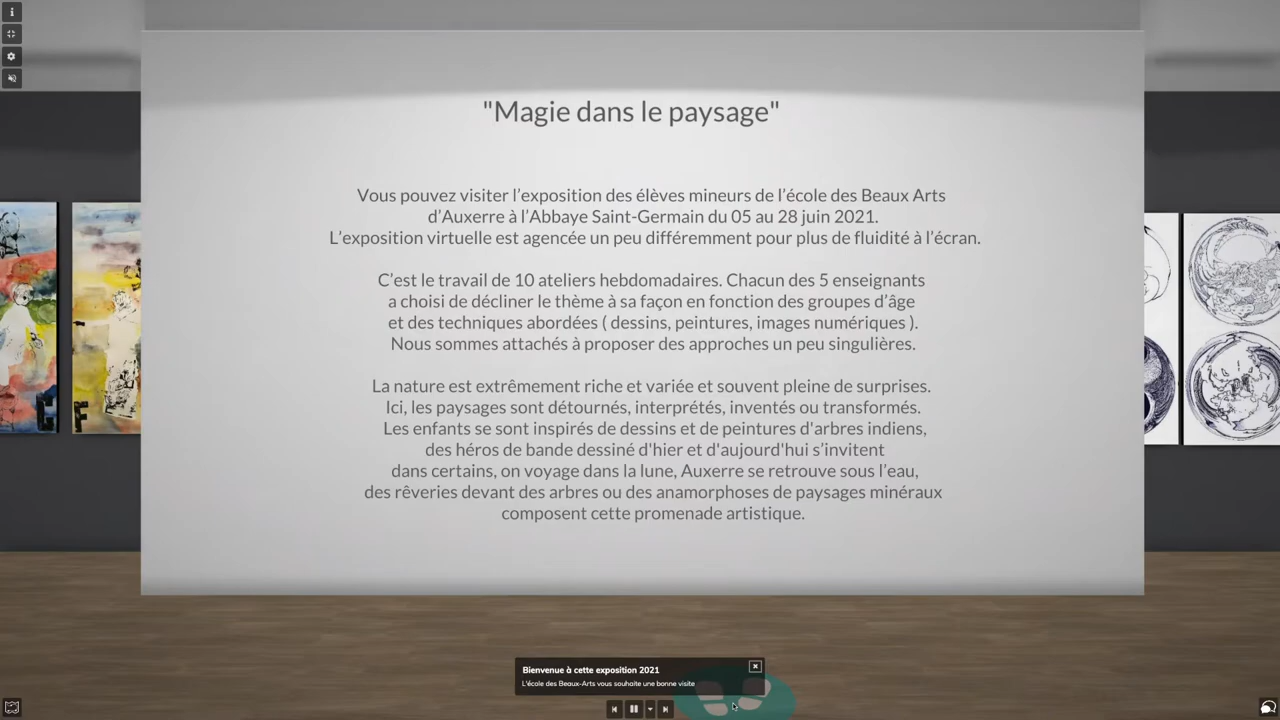 "Magie dans le paysage"
Vous pouvez visiter l’exposition des élèves mineurs de l’école des Beaux Arts
d’Auxerre à l’Abbaye Saint-Germain du 05 au 28 juin 2021.
L’exposition virtuelle est agencée un peu différemment pour plus de fluidité à l’écran.
C’est le travail de 10 ateliers hebdomadaires. Chacun des 5 enseignants
a choisi de décliner le thème à sa façon en fonction des groupes d’âge
et des techniques abordées ( dessins, peintures, images numériques ).
Nous sommes attachés à proposer des approches un peu singulières.
La nature est extrêmement riche et variée et souvent pleine de surprises.
Ici, les paysages sont détournés, interprétés, inventés ou transformés.
Les enfants se sont inspirés de dessins et de peintures d'arbres indiens,
des héros de bande dessiné d'hier et d'aujourd'hui s’invitent
dans certains, on voyage dans la lune, Auxerre se retrouve sous l’eau,
des rêveries devant des arbres ou des anamorphoses de paysages minéraux
composent cette promenade artistique.
Bienvenue à cette exposition 2021
L'école des Beaux-Arts vous souhaite une bonne visite